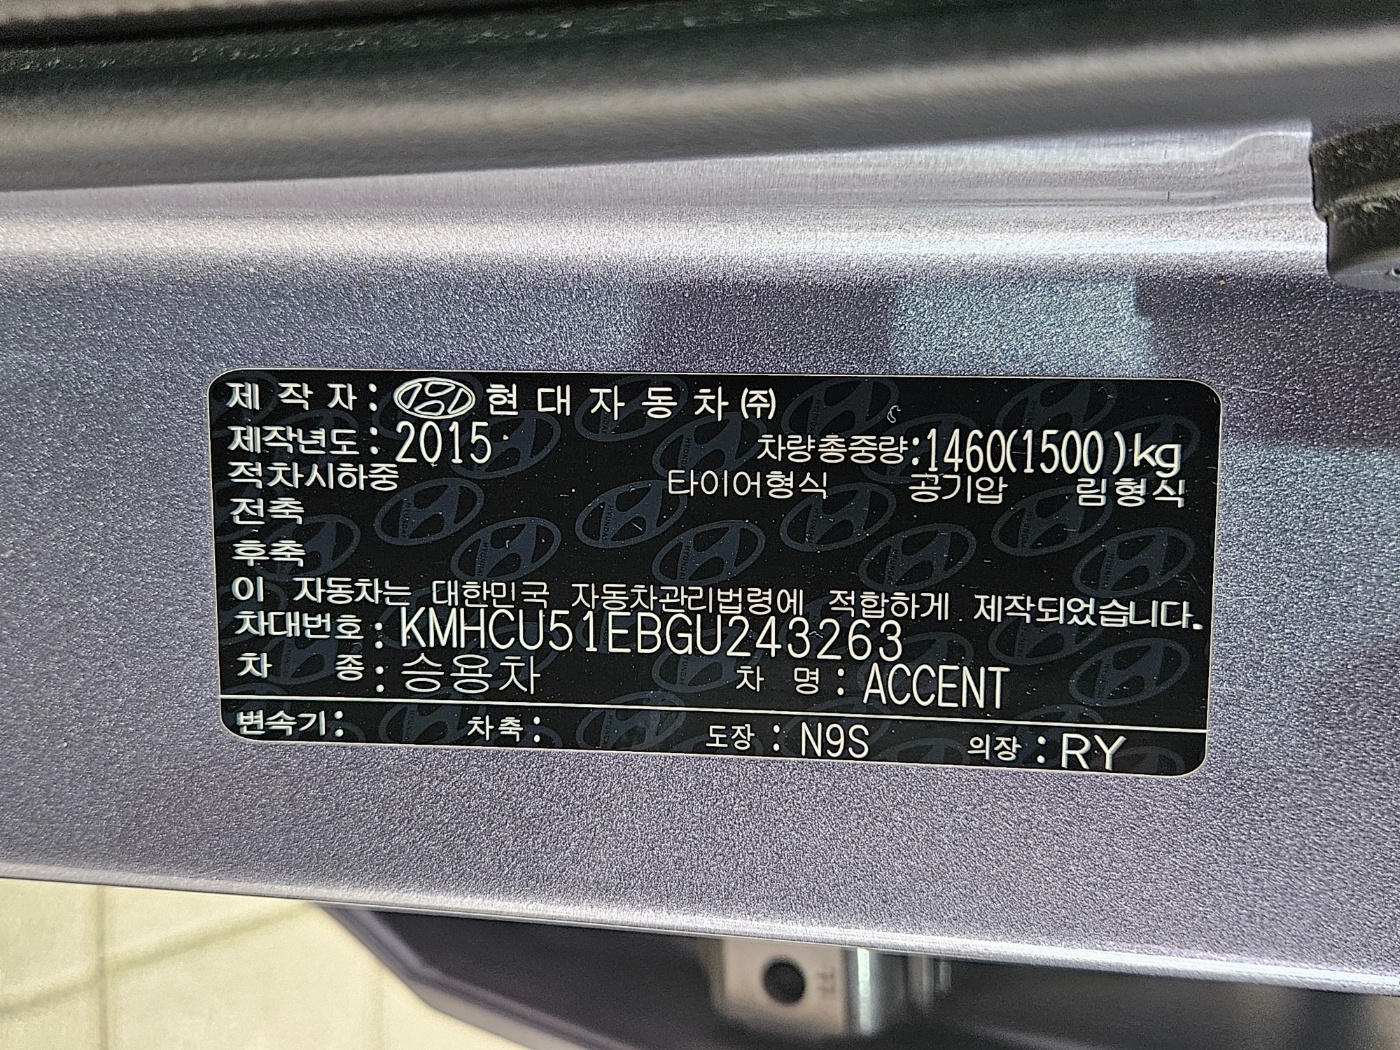 제 작 자 : 현 대 자 동 차 ㈜
제작년도 : 2015 차량총중량:1460(1500)kg
적차시하중 타이어형식 공기압 림형식
전축
후축
이 자동차는 대한민국 자동차관리법령에 적합하게 제작되었습니다.
차대번호 : KMHCU51EBGU243263
차 종 : 승용차 차 명 : ACCENT
변속기 : 차축 : 도장 : N9S 의장 : RY